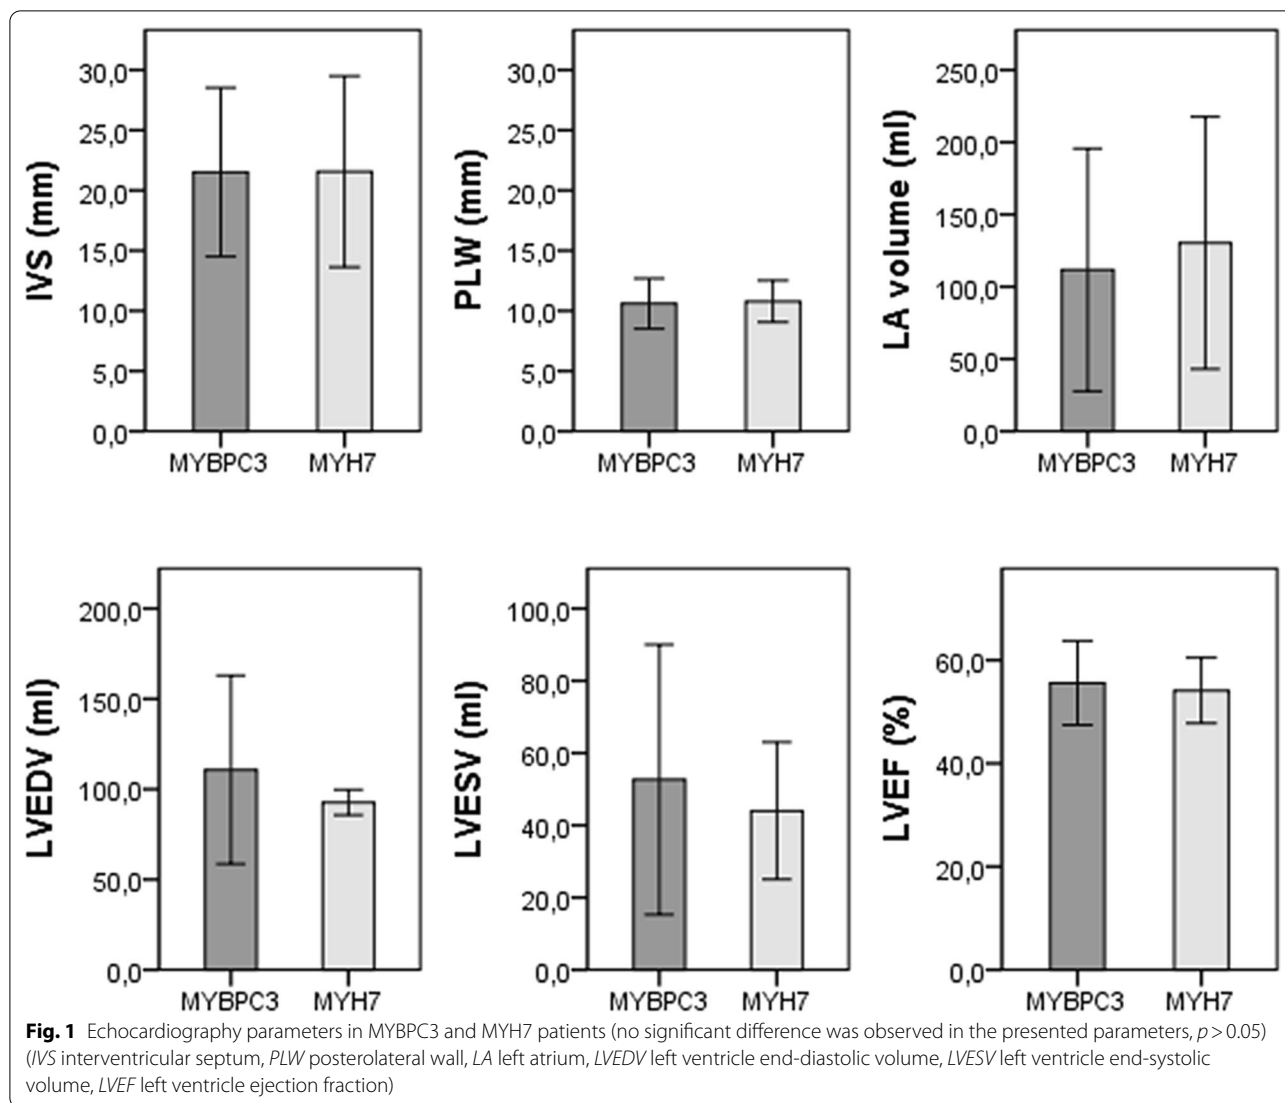 IVS (mm)
30,0
25,0
20,0
15,0
10,0
5,0
0,0
MYBPC3 MYH7
PLW (mm)
30,0
25,0
20,0
15,0
10,0
5,0
0,0
MYBPC3 MYH7
LA volume (ml)
250,0
200,0
150,0
100,0
50,0
0,0
MYBPC3 MYH7
LVEDV (ml)
200,0
150,0
100,0
50,0
0,0
MYBPC3 MYH7
LVESV (ml)
100,0
80,0
60,0
40,0
20,0
0,0
MYBPC3 MYH7
LVEF (%)
60,0
40,0
20,0
0,0
MYBPC3 MYH7
Fig. 1 Echocardiography parameters in MYBPC3 and MYH7 patients (no significant difference was observed in the presented parameters, p > 0.05)
(IVS interventricular septum, PLW posterolateral wall, LA left atrium, LVEDV left ventricle end-diastolic volume, LVESV left ventricle end-systolic
volume, LVEF left ventricle ejection fraction)